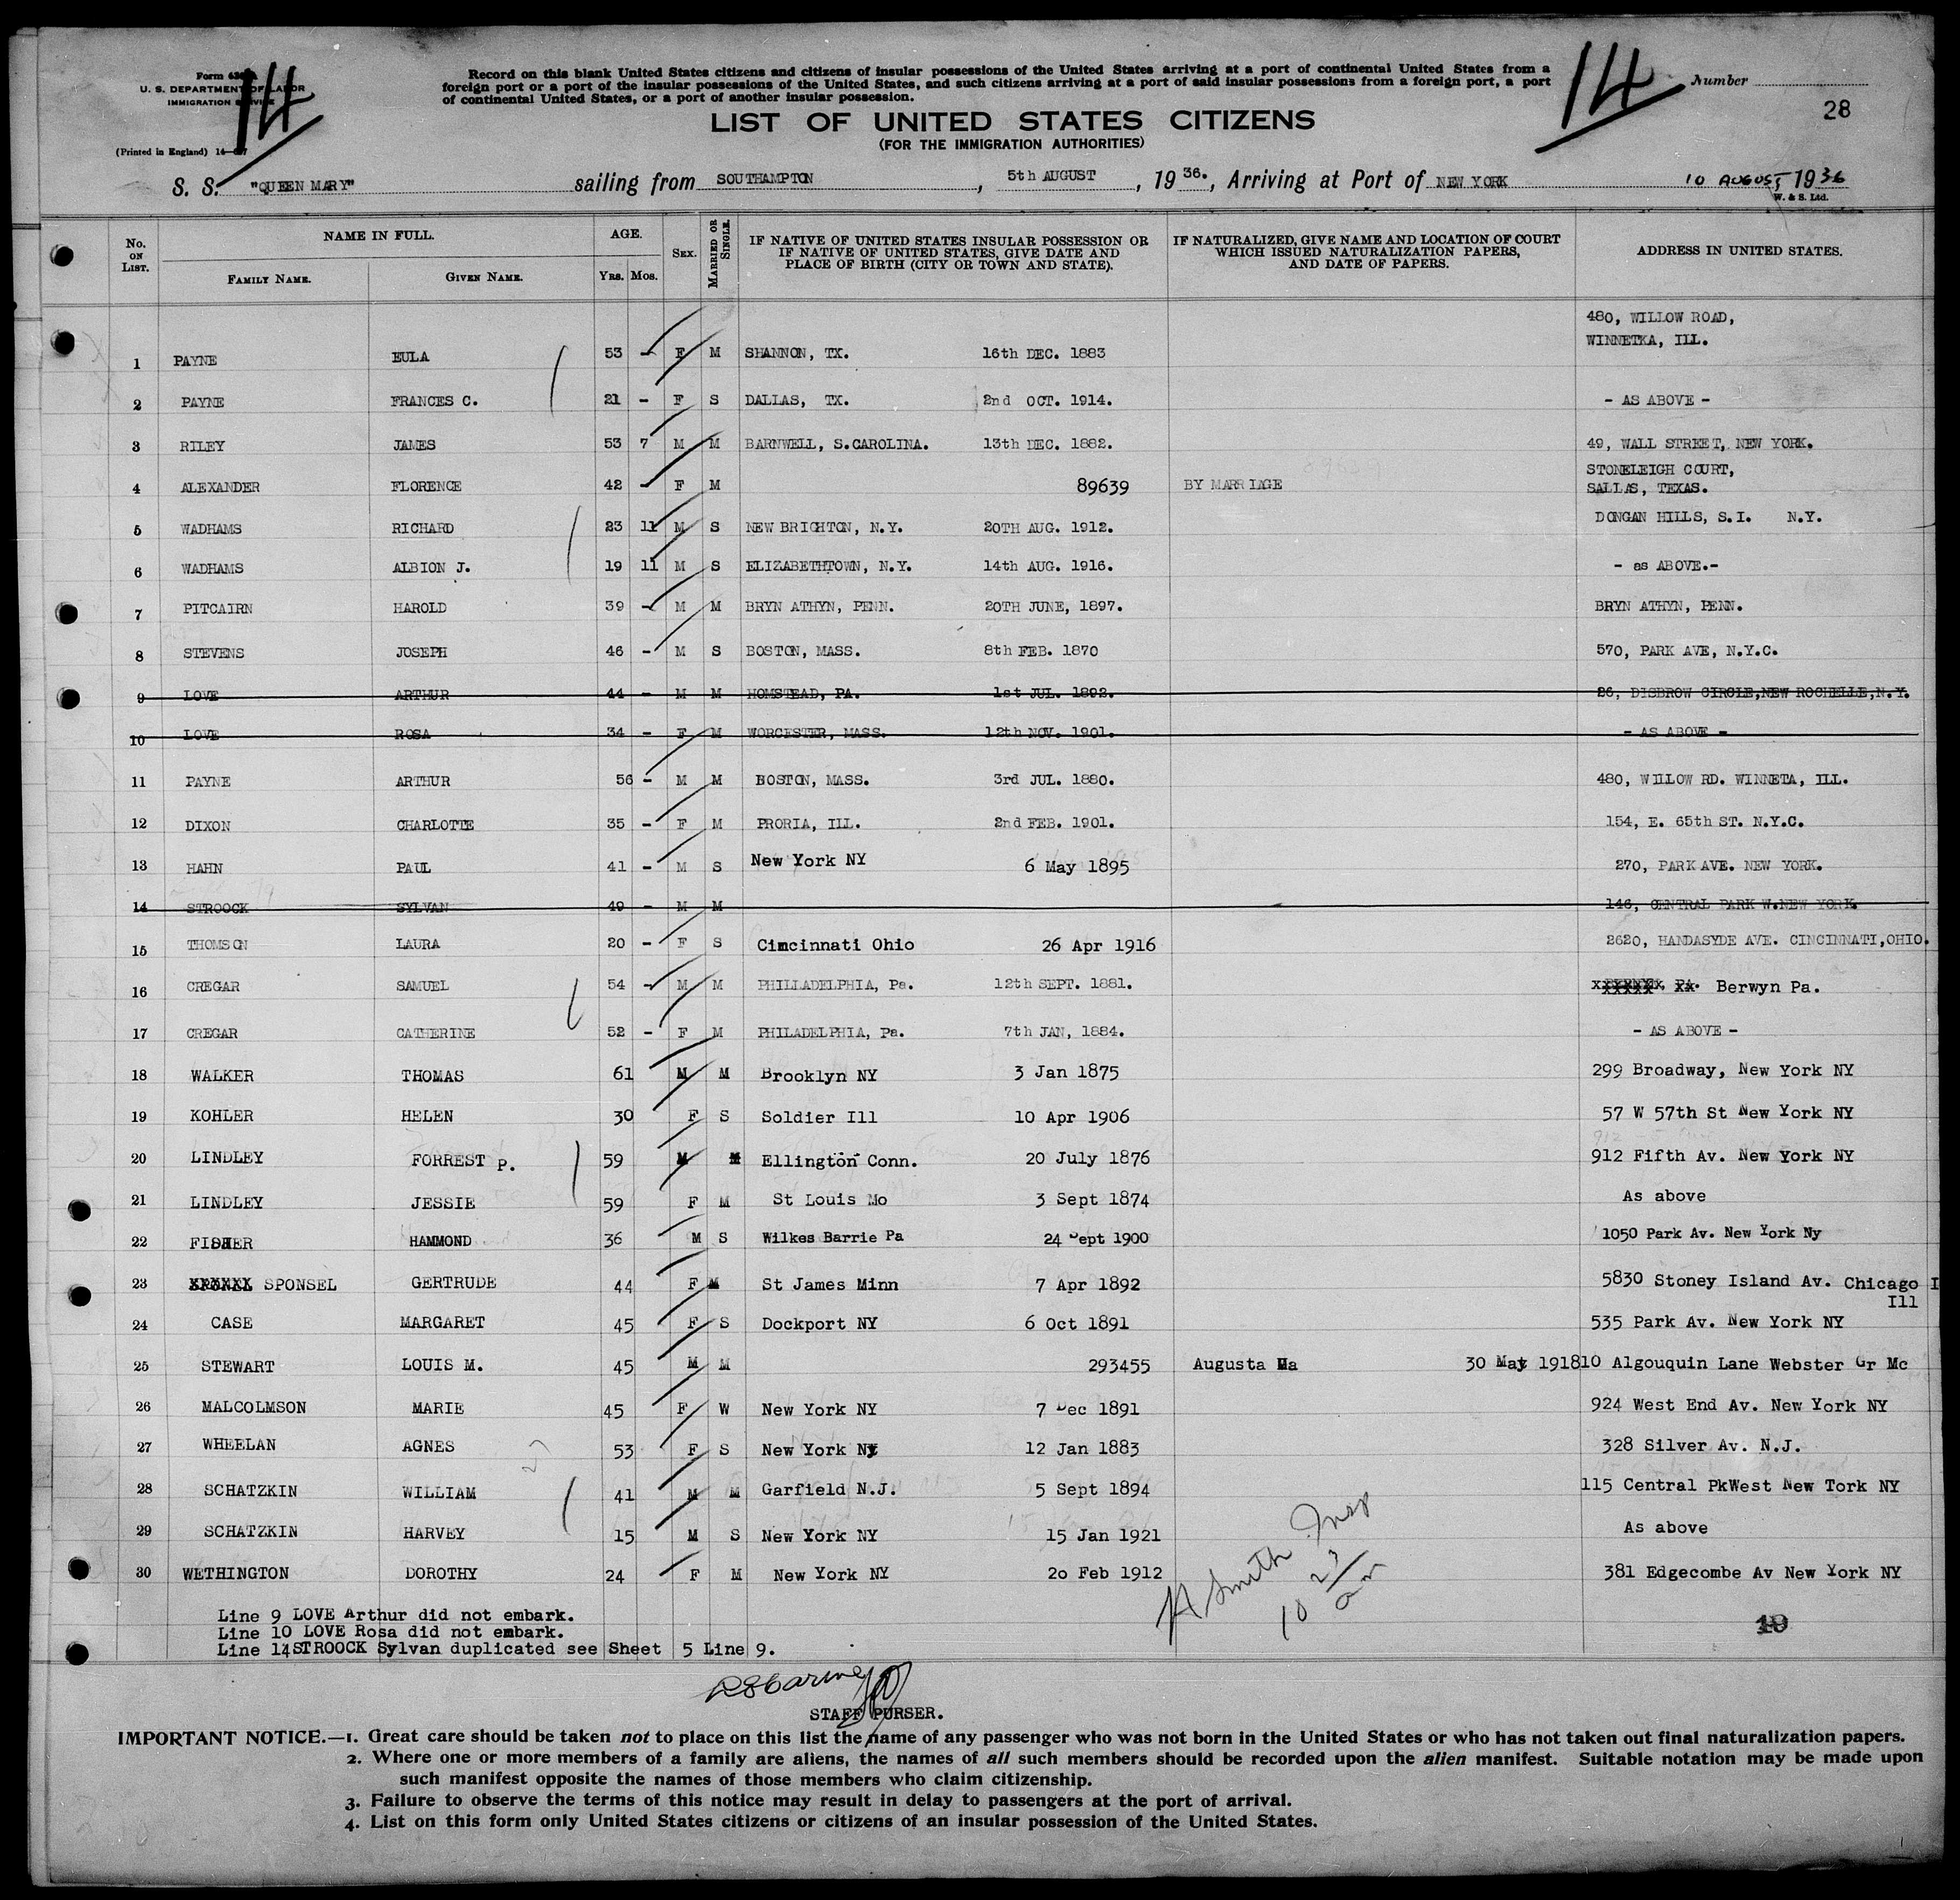 14
Form 630
U. S. DEPARTMENT OF LABOR
IMMIGRATION SERVICE
(Printed in England)
Record on this blank United States citizens and citizens of insular possessions of the United States arriving at a port of continental United States from a
foreign port or a port of the insular possessions of the United States, and such citizens arriving at a port of said insular possessions from a foreign port, a port
of continental United States, or a port of another insular possession.
14
Number
28
LIST OF UNITED STATES CITIZENS
(FOR THE IMMIGRATION AUTHORITIES)
S. S. "QUEEN MARY" sailing from SOUTHAMPTON, 5th AUGUST, 1936., Arriving at Port of NEW YORK 10 AUGUST 1936
W. & S. Ltd.
No. ON LIST. NAME IN FULL. FAMILY NAME. GIVEN NAME. AGE. YRS. MOS. SEX. MARRIED OR SINGLE. IF NATIVE OF UNITED STATES INSULAR POSSESSION OR IF NATIVE OF UNITED STATES, GIVE DATE AND PLACE OF BIRTH (CITY OR TOWN AND STATE). IF NATURALIZED, GIVE NAME AND LOCATION OF COURT WHICH ISSUED NATURALIZATION PAPERS, AND DATE OF PAPERS. ADDRESS IN UNITED STATES.
1 PAYNE EULA 53 - F M SHANNON, TX. 16th DEC. 1883 480, WILLOW ROAD, WINNETKA, ILL.
2 PAYNE FRANCES C. 21 - F S DALLAS, TX. 2nd OCT. 1914. - AS ABOVE -
3 RILEY JAMES 53 7 M M BARNWELL, S.CAROLINA. 13th DEC. 1882. 49, WALL STREET, NEW YORK.
4 ALEXANDER FLORENCE 42 - F M 89639 BY MARRIAGE STONELEIGH COURT, SALLAS, TEXAS.
5 WADHAMS RICHARD 23 11 M S NEW BRIGHTON, N.Y. 20TH AUG. 1912. DONGAN HILLS, S.I. N.Y.
6 WADHAMS ALBION J. 19 11 M S ELIZABETHTOWN, N.Y. 14th AUG. 1916. - as ABOVE.-
7 PITCAIRN HAROLD 39 - M M BRYN ATHYN, PENN. 20TH JUNE, 1897. BRYN ATHYN, PENN.
8 STEVENS JOSEPH 46 - M S BOSTON, MASS. 8th FEB. 1870 570, PARK AVE, N.Y.C.
9 LOVE ARTHUR 44 - M M HOMSTEAD, PA. 1st JUL. 1892. 26, DISBROW CIRCLE,NEW ROCHELLE,N.Y.
10 LOVE ROSA 34 - F M WORCESTER, MASS. 12th NOV. 1901. - AS ABOVE -
11 PAYNE ARTHUR 56 - M M BOSTON, MASS. 3rd JUL. 1880. 480, WILLOW RD. WINNETA, ILL.
12 DIXON CHARLOTTE 35 - F M PRORIA, ILL. 2nd FEB. 1901. 154, E. 65th ST. N.Y.C.
13 HAHN PAUL 41 - M S New York NY 6 May 1895 270, PARK AVE. NEW YORK.
14 STROOCK SYLVAN 49 - M M 146, CENTRAL PARK W.NEW YORK.
15 THOMSON LAURA 20 - F S Cincinnati Ohio 26 Apr 1916 2620, HANDASYDE AVE. CINCINNATI,OHIO.
16 CREGAR SAMUEL 54 - M M PHILLADELPHIA, Pa. 12th SEPT. 1881. Berwyn Pa.
17 CREGAR CATHERINE 52 - F M PHILADELPHIA, Pa. 7th JAN, 1884. - AS ABOVE -
18 WALKER THOMAS 61 M M Brooklyn NY 3 Jan 1875 299 Broadway, New York NY
19 KOHLER HELEN 30 F S Soldier Ill 10 Apr 1906 57 W 57th St New York NY
20 LINDLEY FORREST P. 59 M M Ellington Conn. 20 July 1876 912 Fifth Av. New York NY
21 LINDLEY JESSIE 59 F M St Louis Mo 3 Sept 1874 As above
22 FISHER HAMMOND 36 M S Wilkes Barrie Pa 24 Sept 1900 1050 Park Av. New York Ny
23 SPONSEL GERTRUDE 44 F M St James Minn 7 Apr 1892 5830 Stoney Island Av. Chicago I
Ill
24 CASE MARGARET 45 F S Dockport NY 6 Oct 1891 535 Park Av. New York NY
25 STEWART LOUIS M. 45 M M 293455 Augusta 30 May 1918 10 Algouquin Lane Webster Gr Mc
26 MALCOLMSON MARIE 45 F W New York NY 7 Dec 1891 924 West End Av. New York NY
27 WHEELAN AGNES 53 F S New York Ny 12 Jan 1883 328 Silver Av. N.J.
28 SCHATZKIN WILLIAM 41 M M Garfield N.J. 5 Sept 1894 115 Central PkWest New Tork NY
29 SCHATZKIN HARVEY 15 M S New York NY 15 Jan 1921 As above
30 WETHINGTON DOROTHY 24 F M New York NY 20 Feb 1912 381 Edgecombe Av New York NY
H Smith Insp
10 23/am
Line 9 LOVE Arthur did not embark.
Line 10 LOVE Rosa did not embark.
Line 14STROOCK Sylvan duplicated see Sheet 5 Line 9.
19
STAFF PURSER.
IMPORTANT NOTICE.—1. Great care should be taken not to place on this list the name of any passenger who was not born in the United States or who has not taken out final naturalization papers.
2. Where one or more members of a family are aliens, the names of all such members should be recorded upon the alien manifest. Suitable notation may be made upon
such manifest opposite the names of those members who claim citizenship.
3. Failure to observe the terms of this notice may result in delay to passengers at the port of arrival.
4. List on this form only United States citizens or citizens of an insular possession of the United States.